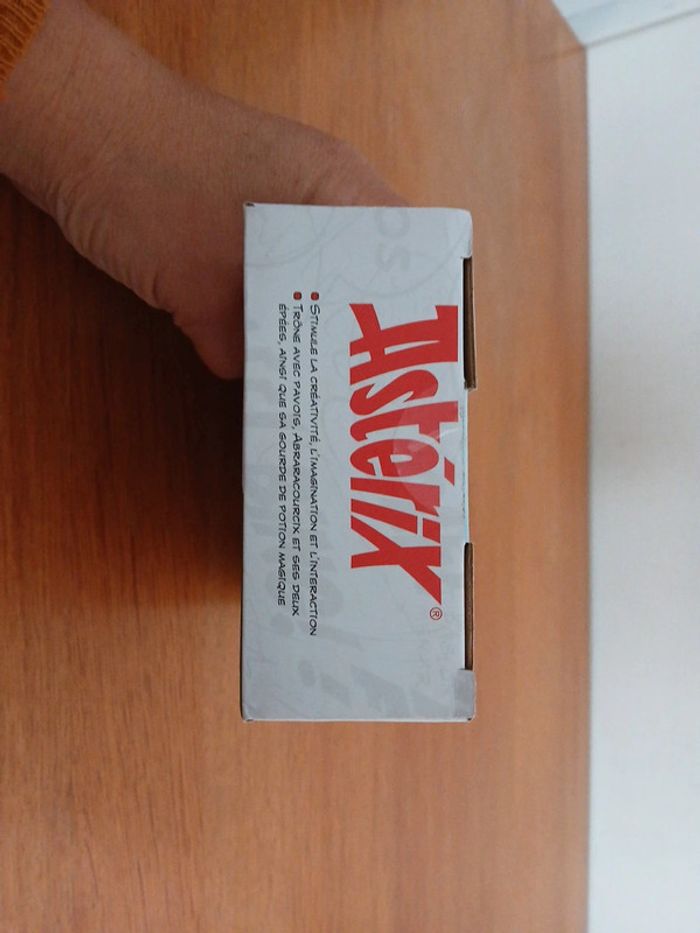 Astérix®
STIMULE LA CRÉATIVITÉ, L'IMAGINATION ET L'INTERACTION
TRÔNE AVEC PAVOIS, ABRARACOURCIX ET SES DEUX
ÉPÉES, AINSI QUE SA GOURDE DE POTION MAGIQUE